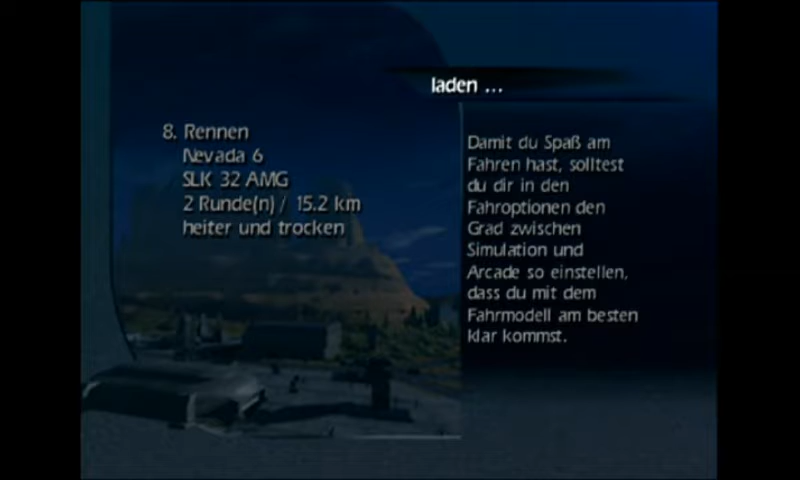 laden ...
8. Rennen
Nevada 6
SLK 32 AMG
2 Runde(n) / 15.2 km
heiter und trocken
Damit du Spaß am
Fahren hast, solltest
du dir in den
Fahroptionen den
Grad zwischen
Simulation und
Arcade so einstellen,
dass du mit dem
Fahrmodell am besten
klar kommst.